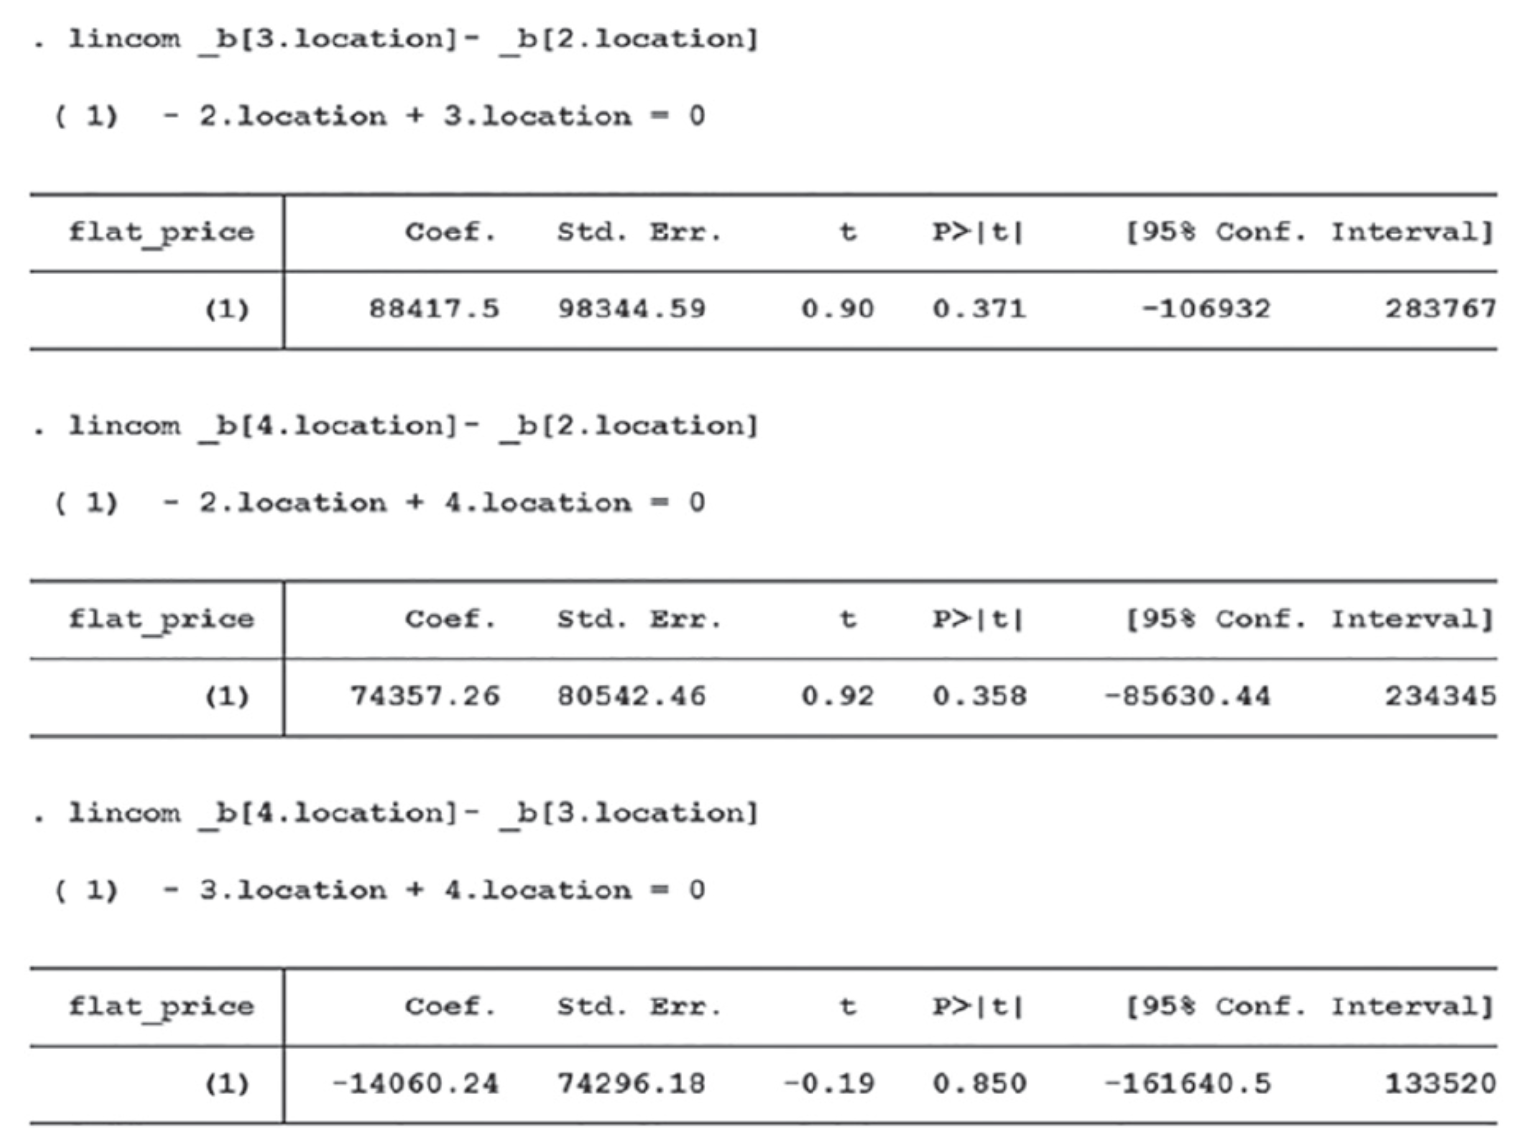 . lincom _b[3.location]- _b[2.location]
( 1) - 2.location + 3.location = 0
flat_price Coef. Std. Err. t P>|t| [95% Conf. Interval]
(1) 88417.5 98344.59 0.90 0.371 -106932 283767
. lincom _b[4.location]- _b[2.location]
( 1) - 2.location + 4.location = 0
flat_price Coef. Std. Err. t P>|t| [95% Conf. Interval]
(1) 74357.26 80542.46 0.92 0.358 -85630.44 234345
. lincom _b[4.location]- _b[3.location]
( 1) - 3.location + 4.location = 0
flat_price Coef. Std. Err. t P>|t| [95% Conf. Interval]
(1) -14060.24 74296.18 -0.19 0.850 -161640.5 133520